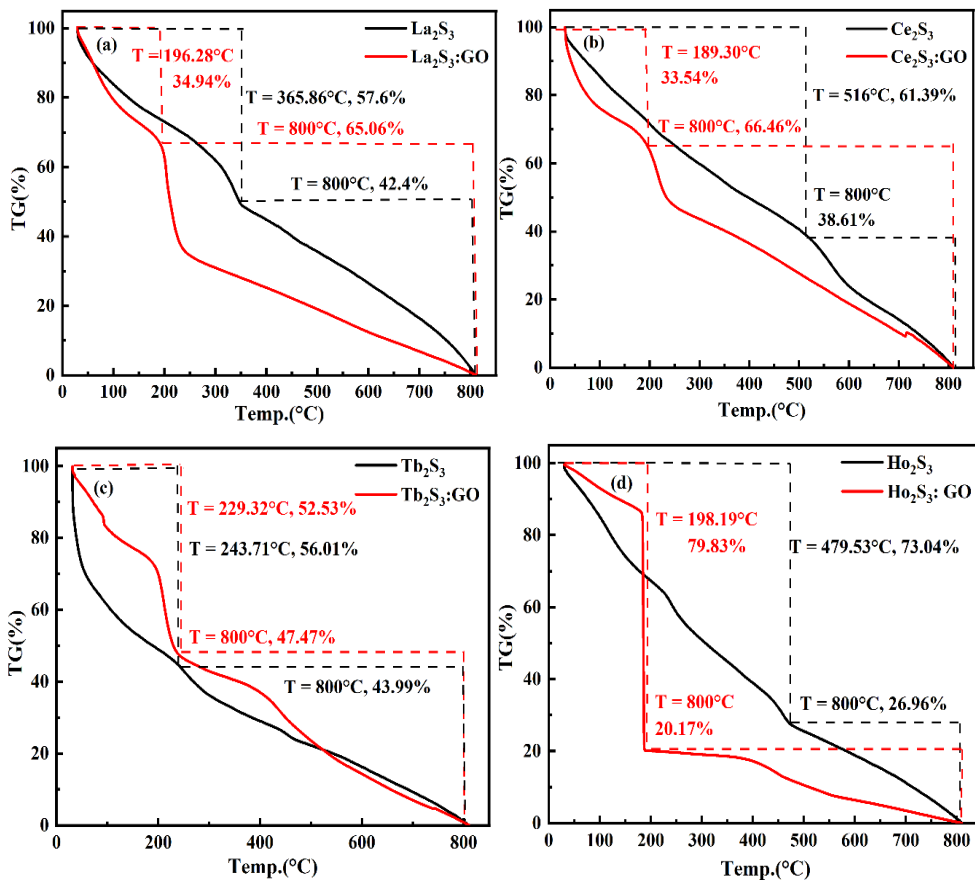 (a)
La₂S₃
La₂S₃:GO
T = 196.28°C
34.94%
T = 365.86°C, 57.6%
T = 800°C, 65.06%
T = 800°C, 42.4%
TG(%)
100
80
60
40
20
0
0 100 200 300 400 500 600 700 800
Temp.(°C)
(b)
Ce₂S₃
Ce₂S₃:GO
T = 189.30°C
33.54%
T = 516°C, 61.39%
T = 800°C, 66.46%
T = 800°C
38.61%
TG(%)
100
80
60
40
20
0
0 100 200 300 400 500 600 700 800
Temp.(°C)
(c)
Tb₂S₃
Tb₂S₃:GO
T = 229.32°C, 52.53%
T = 243.71°C, 56.01%
T = 800°C, 47.47%
T = 800°C, 43.99%
TG(%)
100
80
60
40
20
0
0 200 400 600 800
Temp.(°C)
(d)
Ho₂S₃
Ho₂S₃: GO
T = 198.19°C
79.83%
T = 479.53°C, 73.04%
T = 800°C
20.17%
T = 800°C, 26.96%
TG(%)
100
80
60
40
20
0
0 100 200 300 400 500 600 700 800
Temp.(°C)